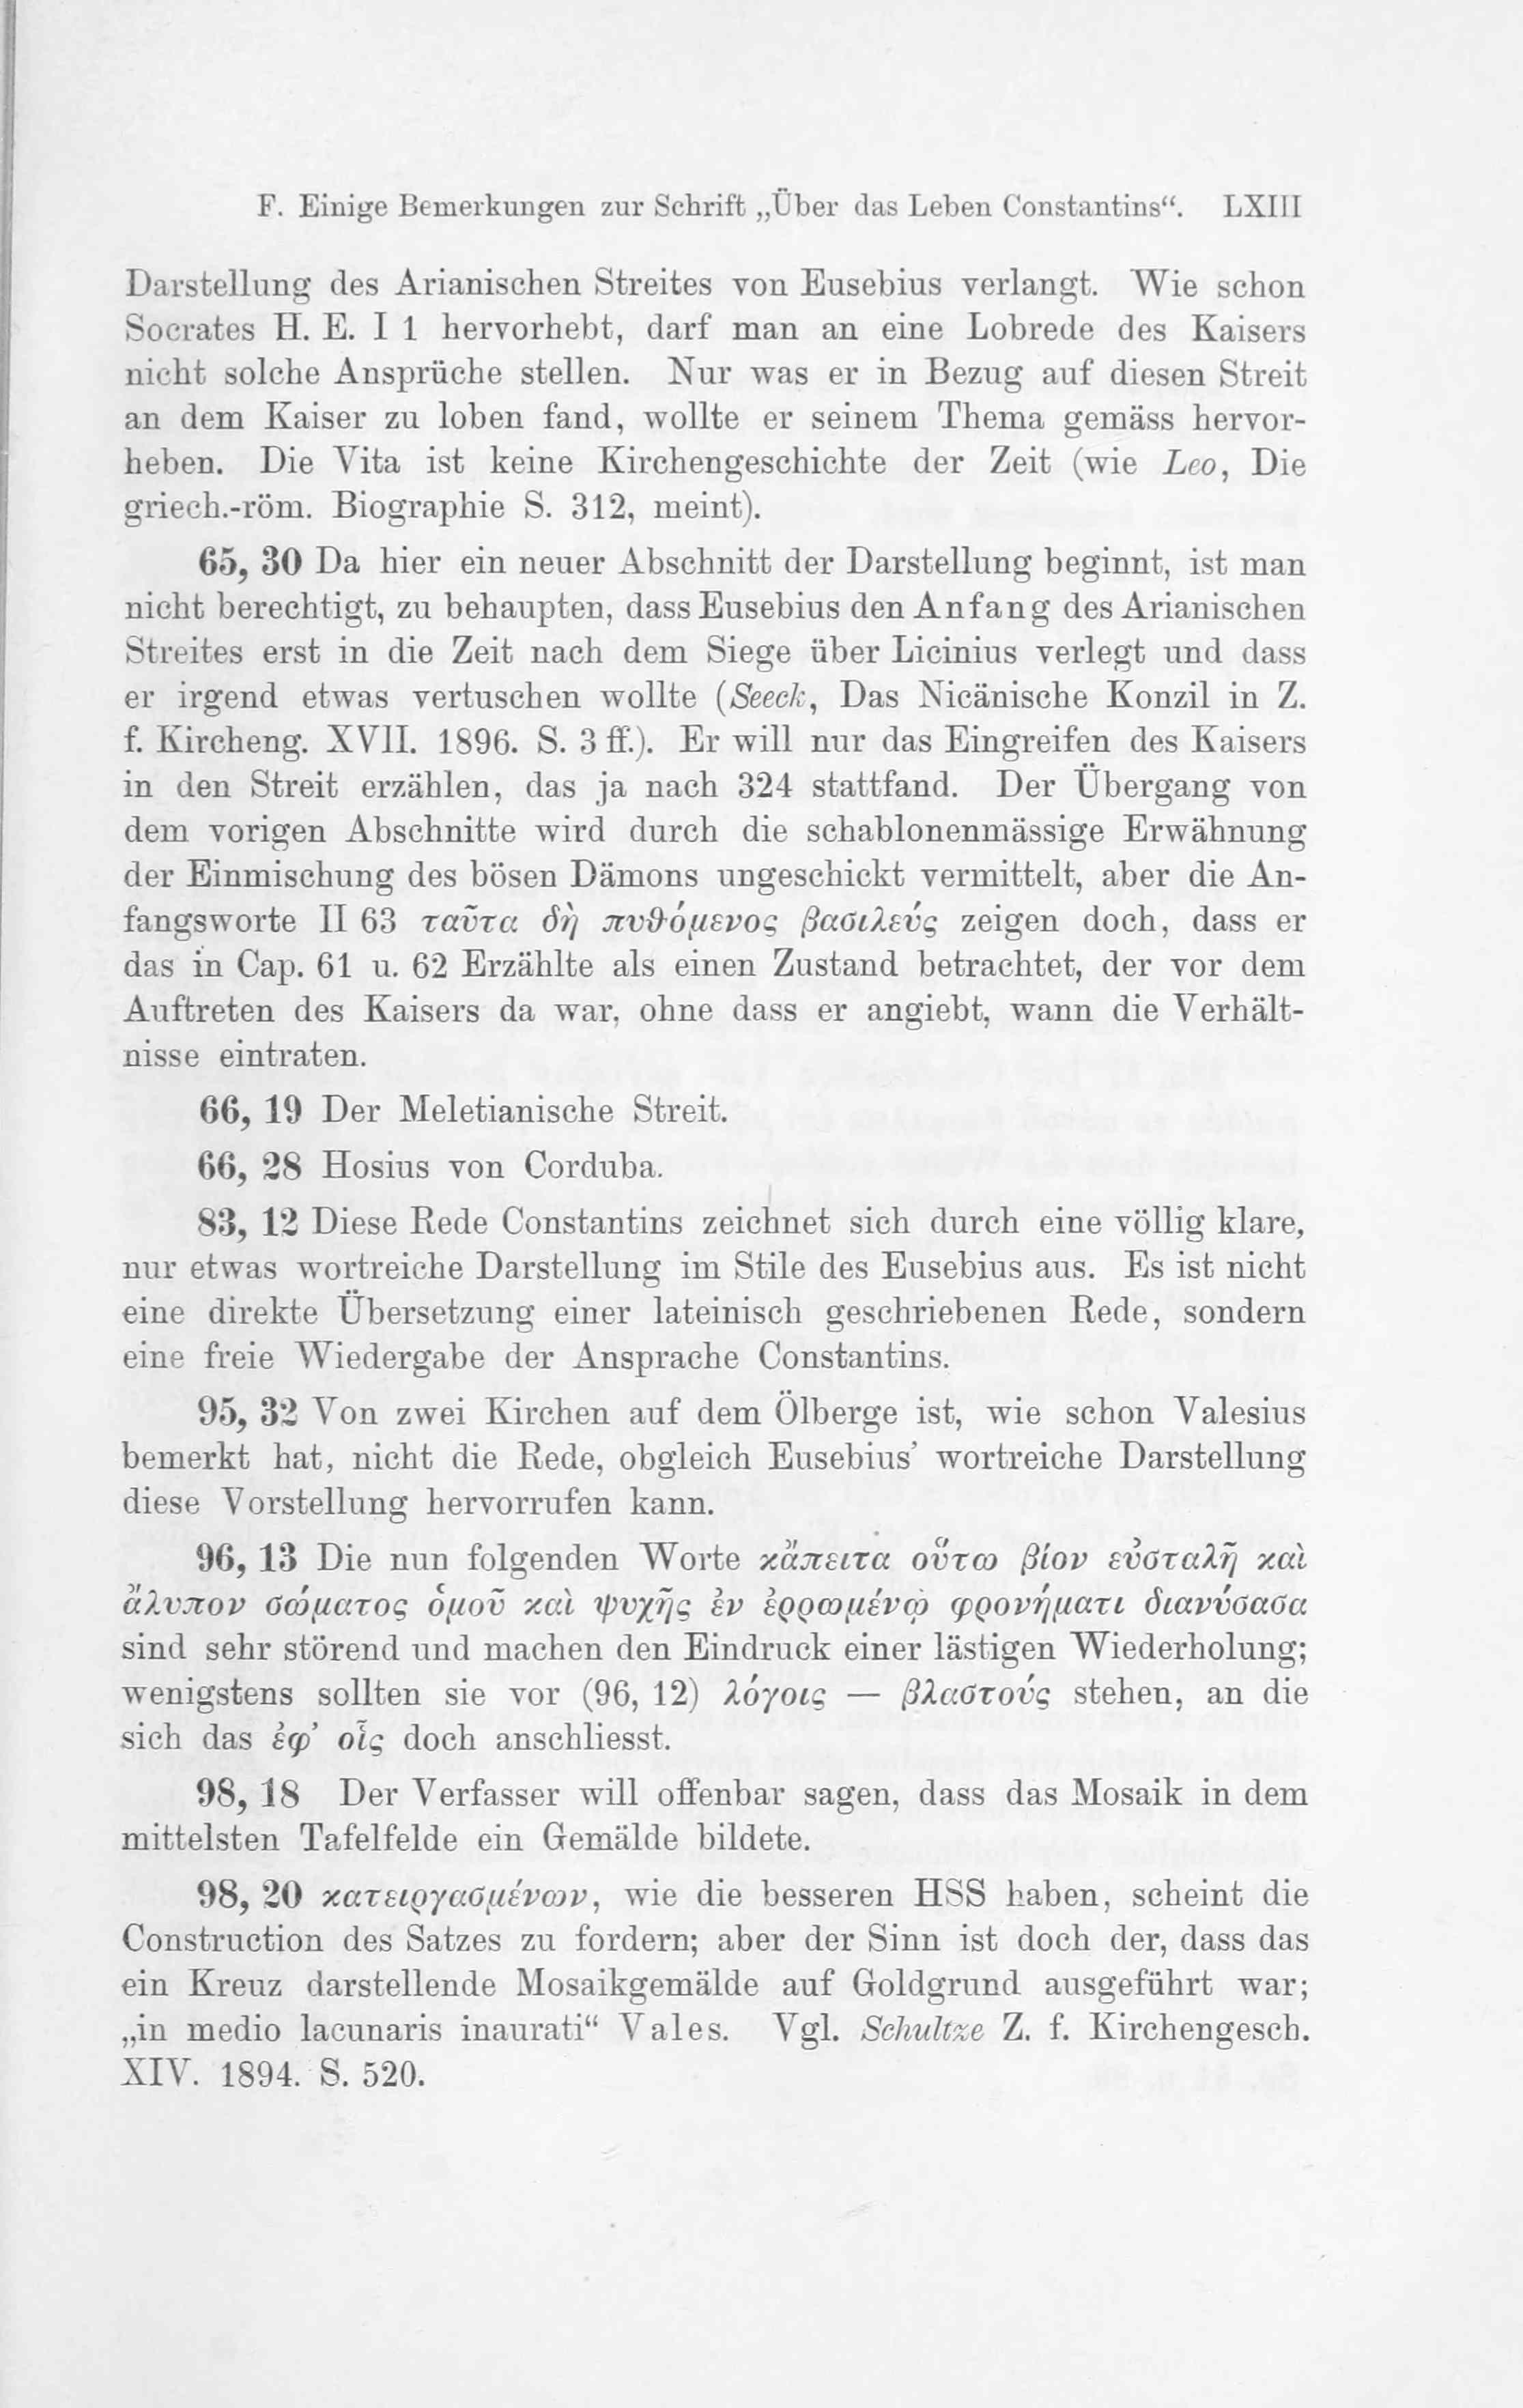 F. Einige Bemerkungen zur Schrift „Über das Leben Constantins“. LXIII
Darstellung des Arianischen Streites von Eusebius verlangt. Wie schon
Socrates H. E. I 1 hervorhebt, darf man an eine Lobrede des Kaisers
nicht solche Ansprüche stellen. Nur was er in Bezug auf diesen Streit
an dem Kaiser zu loben fand, wollte er seinem Thema gemäss hervor-
heben. Die Vita ist keine Kirchengeschichte der Zeit (wie Leo, Die
griech.-röm. Biographie S. 312, meint).
65, 30 Da hier ein neuer Abschnitt der Darstellung beginnt, ist man
nicht berechtigt, zu behaupten, dass Eusebius den Anfang des Arianischen
Streites erst in die Zeit nach dem Siege über Licinius verlegt und dass
er irgend etwas vertuschen wollte (Seeck, Das Nicänische Konzil in Z.
f. Kircheng. XVII. 1896. S. 3 ff.). Er will nur das Eingreifen des Kaisers
in den Streit erzählen, das ja nach 324 stattfand. Der Übergang von
dem vorigen Abschnitte wird durch die schablonenmässige Erwähnung
der Einmischung des bösen Dämons ungeschickt vermittelt, aber die An-
fangsworte II 63 ταῦτα δὴ πυθόμενος βασιλεύς zeigen doch, dass er
das in Cap. 61 u. 62 Erzählte als einen Zustand betrachtet, der vor dem
Auftreten des Kaisers da war, ohne dass er angiebt, wann die Verhält-
nisse eintraten.
66, 19 Der Meletianische Streit.
66, 28 Hosius von Corduba.
83, 12 Diese Rede Constantins zeichnet sich durch eine völlig klare,
nur etwas wortreiche Darstellung im Stile des Eusebius aus. Es ist nicht
eine direkte Übersetzung einer lateinisch geschriebenen Rede, sondern
eine freie Wiedergabe der Ansprache Constantins.
95, 32 Von zwei Kirchen auf dem Ölberge ist, wie schon Valesius
bemerkt hat, nicht die Rede, obgleich Eusebius’ wortreiche Darstellung
diese Vorstellung hervorrufen kann.
96, 13 Die nun folgenden Worte κἄπειτα οὕτω βίον εὐσταλῆ καὶ
ἄλυπον σώματος ὁμοῦ καὶ ψυχῆς ἐν ἐρρωμένῳ φρονήματι διανύσασα
sind sehr störend und machen den Eindruck einer lästigen Wiederholung;
wenigstens sollten sie vor (96, 12) λόγοις — βλαστούς stehen, an die
sich das ἐφ’ οἷς doch anschliesst.
98, 18 Der Verfasser will offenbar sagen, dass das Mosaik in dem
mittelsten Tafelfelde ein Gemälde bildete.
98, 20 κατειργασμένων, wie die besseren HSS haben, scheint die
Construction des Satzes zu fordern; aber der Sinn ist doch der, dass das
ein Kreuz darstellende Mosaikgemälde auf Goldgrund ausgeführt war;
„in medio lacunaris inaurati“ Vales. Vgl. Schultze Z. f. Kirchengesch.
XIV. 1894. S. 520.